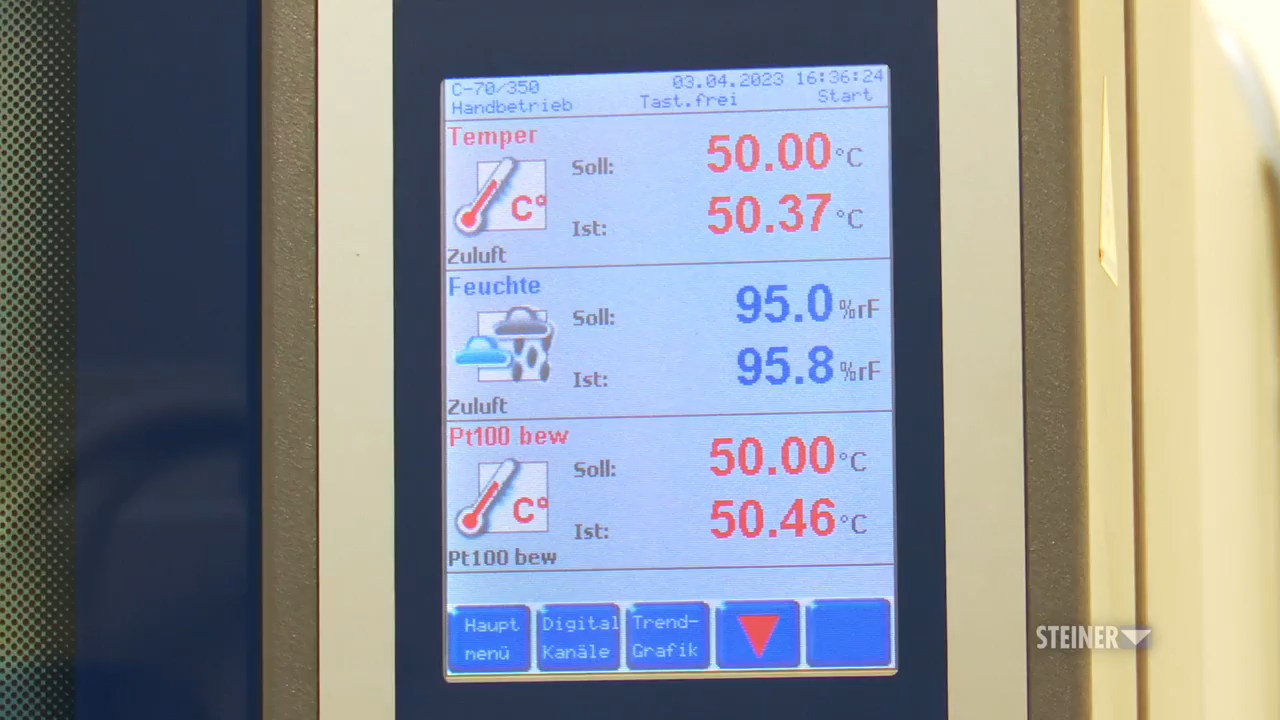 C-70/350 03.04.2023 16:36:24
Handbetrieb Tast.frei Start
Temper
Soll: 50.00 °C
C°
Ist: 50.37 °C
Zuluft
Feuchte
Soll: 95.0 %rF
Ist: 95.8 %rF
Zuluft
Pt100 bew
Soll: 50.00 °C
C°
Ist: 50.46 °C
Pt100 bew
Haupt menü
Digital Kanäle
Trend- Grafik
STEINER